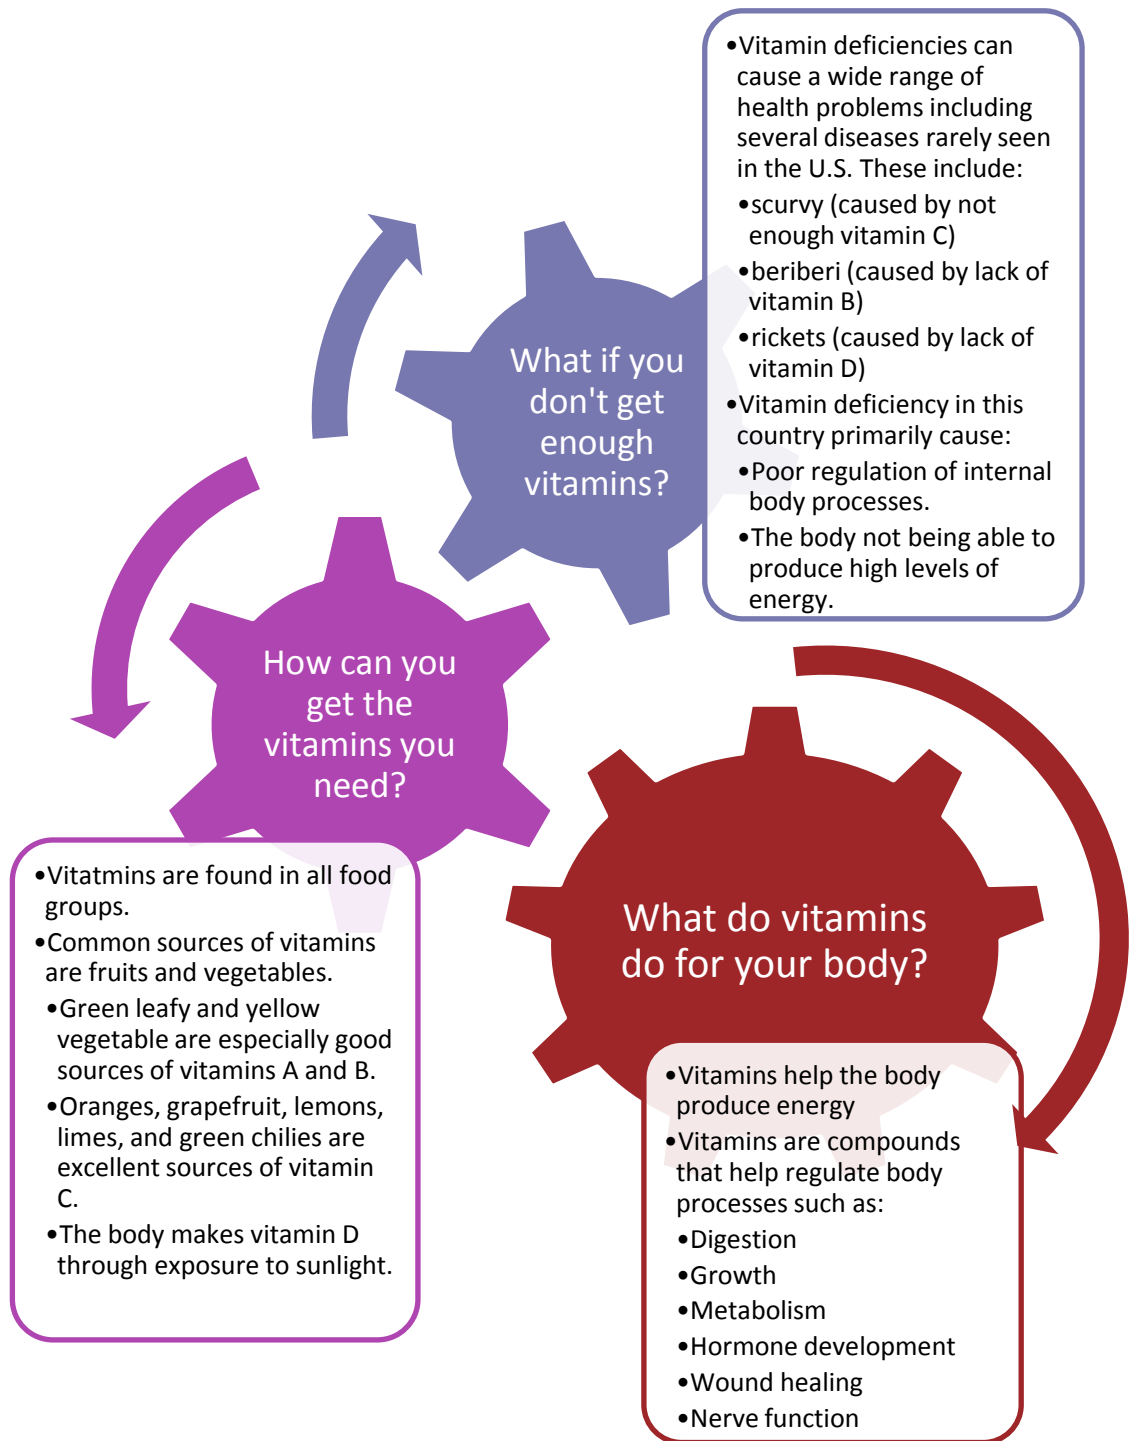 •Vitamin deficiencies can
cause a wide range of
health problems including
several diseases rarely seen
in the U.S. These include:
•scurvy (caused by not
enough vitamin C)
•beriberi (caused by lack of
vitamin B)
•rickets (caused by lack of
vitamin D)
•Vitamin deficiency in this
country primarily cause:
•Poor regulation of internal
body processes.
•The body not being able to
produce high levels of
energy.
What if you
don't get
enough
vitamins?
How can you
get the
vitamins you
need?
•Vitatmins are found in all food
groups.
•Common sources of vitamins
are fruits and vegetables.
•Green leafy and yellow
vegetable are especially good
sources of vitamins A and B.
•Oranges, grapefruit, lemons,
limes, and green chilies are
excellent sources of vitamin
C.
•The body makes vitamin D
through exposure to sunlight.
What do vitamins
do for your body?
•Vitamins help the body
produce energy
•Vitamins are compounds
that help regulate body
processes such as:
•Digestion
•Growth
•Metabolism
•Hormone development
•Wound healing
•Nerve function